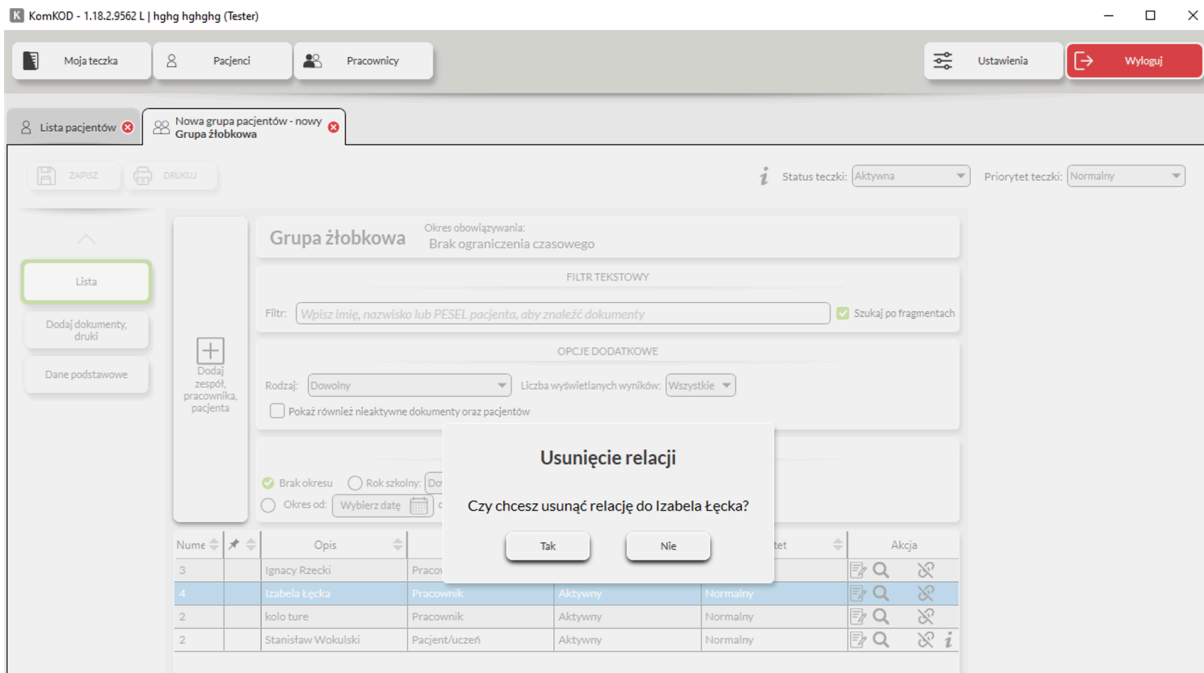 K KomKOD - 1.18.2.9562 L | hghg hghghg (Tester)
Moja teczka
Pacjenci
Pracownicy
Ustawienia
Wyloguj
Lista pacjentów
Nowa grupa pacjentów - nowy
Grupa żłobkowa
ZAPISZ
DRUKUJ
i Status teczki: Aktywna
Priorytet teczki: Normalny
Lista
Dodaj dokumenty,
druki
Dane podstawowe
Dodaj
zespół,
pracownika,
pacjenta
Grupa żłobkowa
Okres obowiązywania:
Brak ograniczenia czasowego
FILTR TEKSTOWY
Filtr: Wpisz imię, nazwisko lub PESEL pacjenta, aby znaleźć dokumenty
Szukaj po fragmentach
OPCJE DODATKOWE
Rodzaj: Dowolny
Liczba wyświetlanych wyników: Wszystkie
Pokaż również nieaktywne dokumenty oraz pacjentów
Brak okresu
Rok szkolny:
Okres od: Wybierz datę
Usunięcie relacji
Czy chcesz usunąć relację do Izabela Łęcka?
Tak
Nie
Nume Opis Akcja
3 Ignacy Rzecki
4 Izabela Łęcka Pracownik Aktywny Normalny
2 kolo ture Pracownik Aktywny Normalny
2 Stanisław Wokulski Pacjent/uczeń Aktywny Normalny i